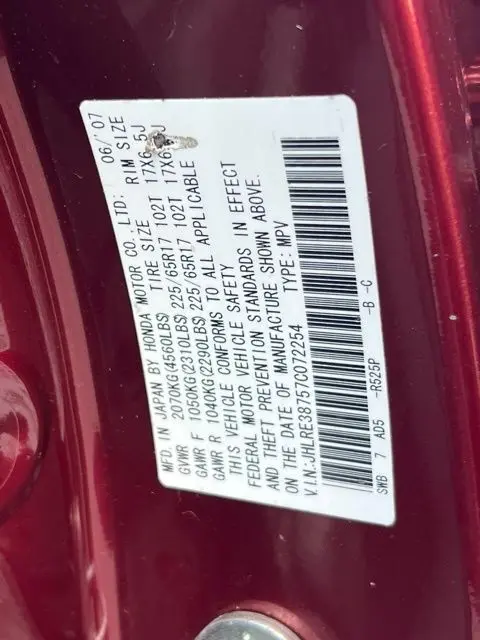 MFD. IN JAPAN BY HONDA MOTOR CO., LTD: 06/'07
GVWR 2070KG(4560LBS) TIRE SIZE RIM SIZE
GAWR F 1050KG(2310LBS) 225/65R17 102T 17X6.5J
GAWR R 1040KG(2290LBS) 225/65R17 102T 17X6.5J
THIS VEHICLE CONFORMS TO ALL APPLICABLE
FEDERAL MOTOR VEHICLE SAFETY
AND THEFT PREVENTION STANDARDS IN EFFECT
ON THE DATE OF MANUFACTURE SHOWN ABOVE.
V.I.N:JHLRE38757C072254 TYPE: MPV
SWB 7 AD5 -R525P -B -C